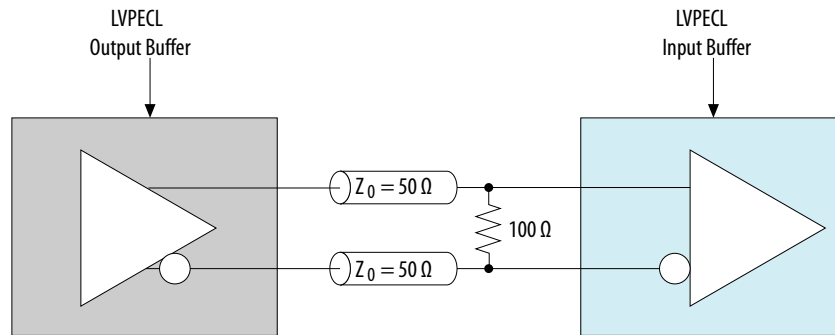 LVPECL
Output Buffer
LVPECL
Input Buffer
Z0 = 50 Ω
100 Ω
Z0 = 50 Ω